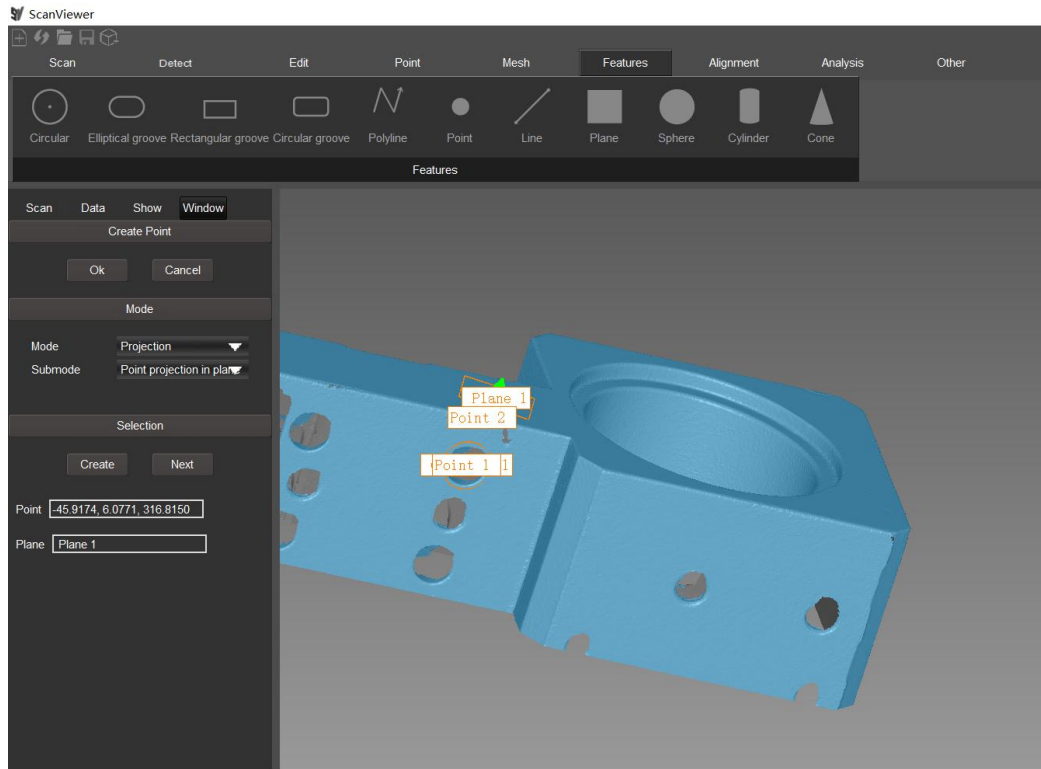 ScanViewer
Scan Detect Edit Point Mesh Features Alignment Analysis Other
Circular Elliptical groove Rectangular groove Circular groove Polyline Point Line Plane Sphere Cylinder Cone
Features
Scan Data Show Window
Create Point
Ok Cancel
Mode
Mode Projection
Submode Point projection in plane
Selection
Create Next
Point -45.9174, 6.0771, 316.8150
Plane Plane 1
Plane 1
Point 2
Point 1 1